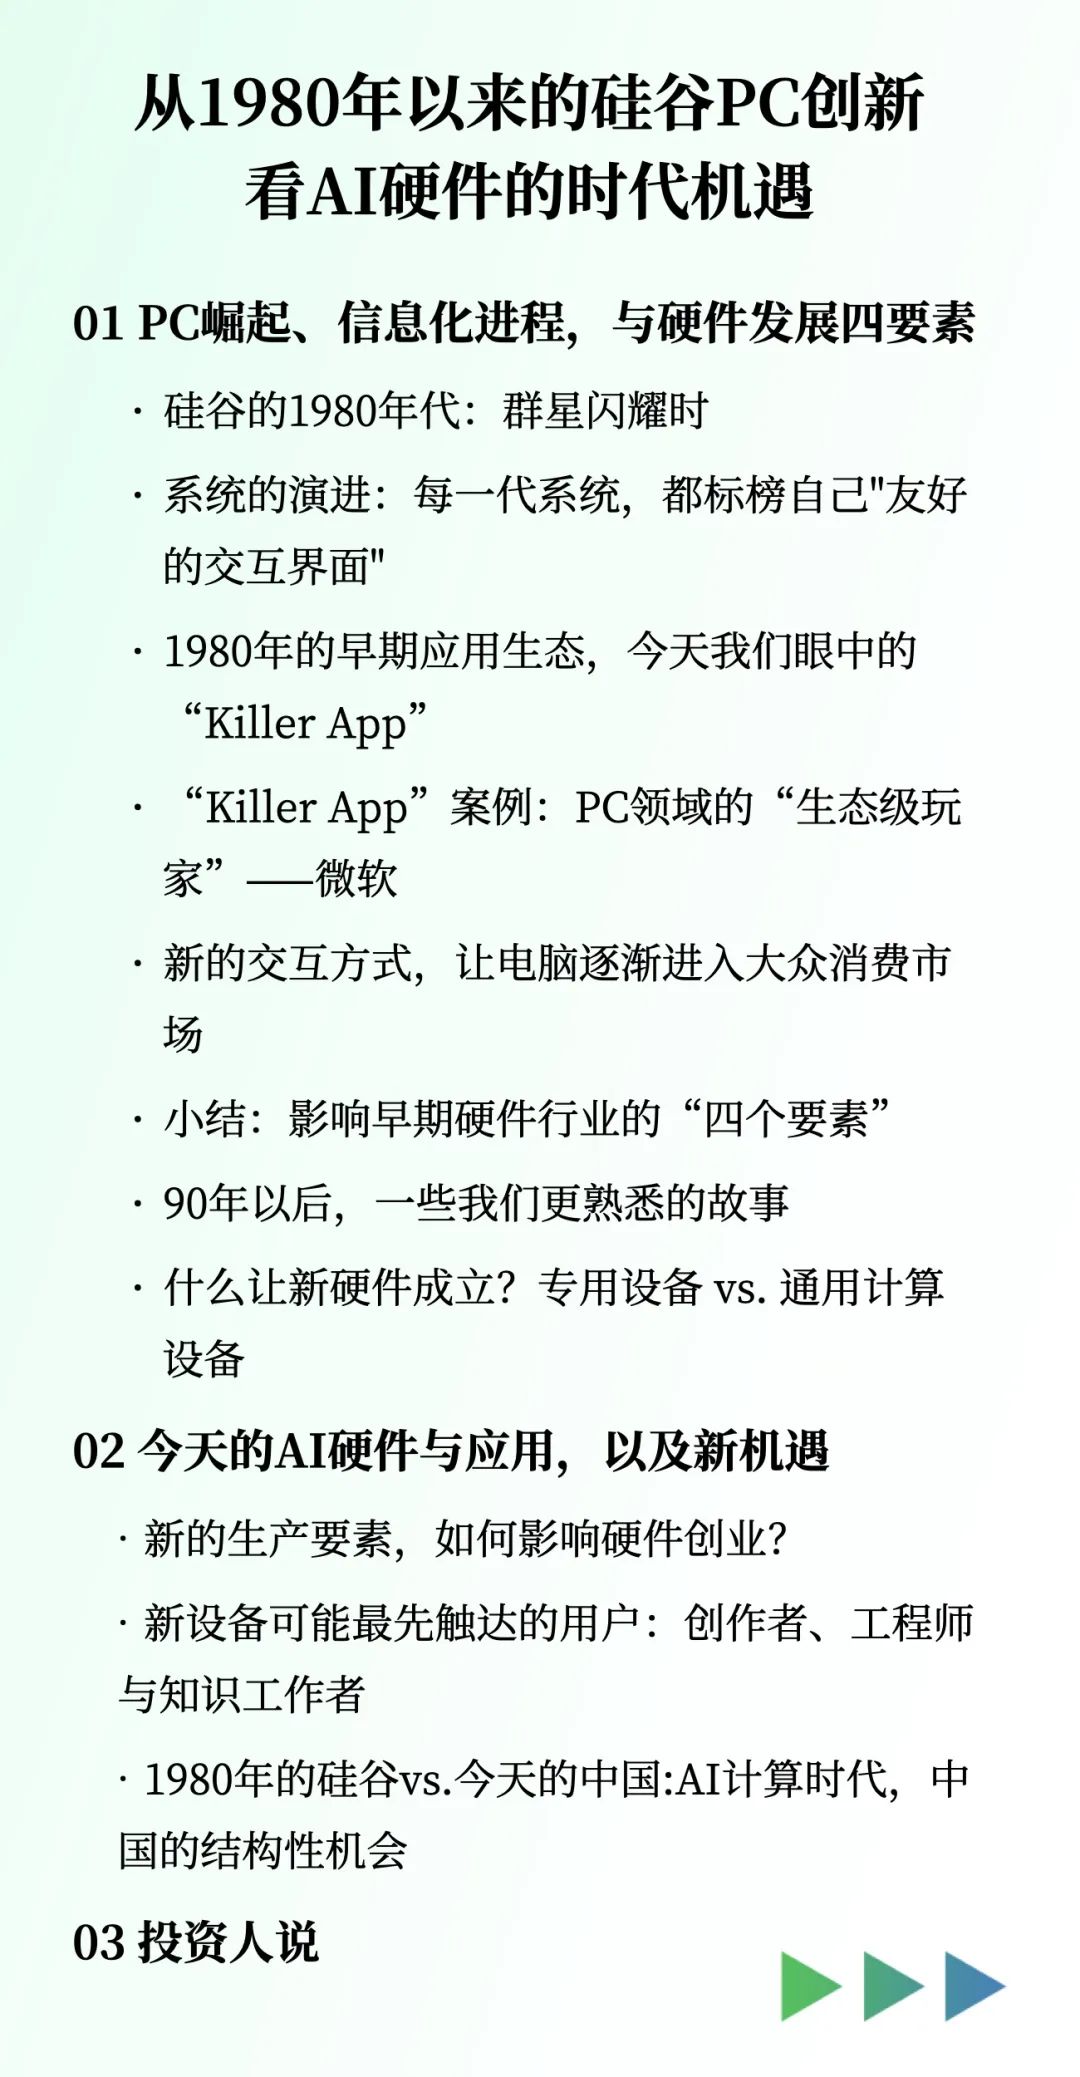 从1980年以来的硅谷PC创新
看AI硬件的时代机遇
01 PC崛起、信息化进程，与硬件发展四要素
· 硅谷的1980年代：群星闪耀时
· 系统的演进：每一代系统，都标榜自己"友好
的交互界面"
· 1980年的早期应用生态，今天我们眼中的
“Killer App”
· “Killer App”案例：PC领域的“生态级玩
家”——微软
· 新的交互方式，让电脑逐渐进入大众消费市
场
· 小结：影响早期硬件行业的“四个要素”
· 90年以后，一些我们更熟悉的故事
· 什么让新硬件成立？专用设备 vs. 通用计算
设备
02 今天的AI硬件与应用，以及新机遇
· 新的生产要素，如何影响硬件创业？
· 新设备可能最先触达的用户：创作者、工程师
与知识工作者
· 1980年的硅谷vs.今天的中国:AI计算时代，中
国的结构性机会
03 投资人说